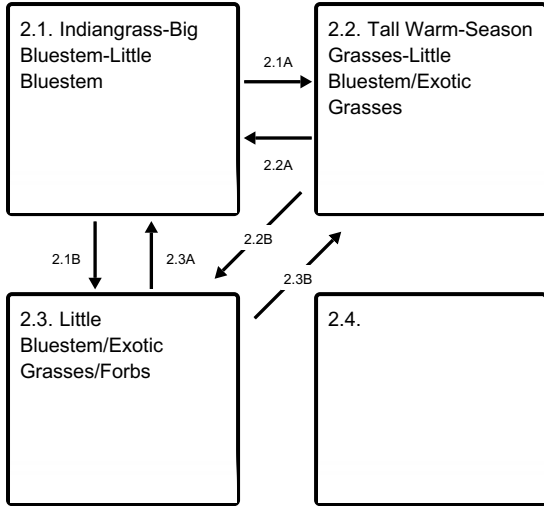 2.1. Indiangrass-Big
Bluestem-Little
Bluestem
2.1A
2.2. Tall Warm-Season
Grasses-Little
Bluestem/Exotic
Grasses
2.2A
2.1B
2.3A
2.2B
2.3B
2.3. Little
Bluestem/Exotic
Grasses/Forbs
2.4.